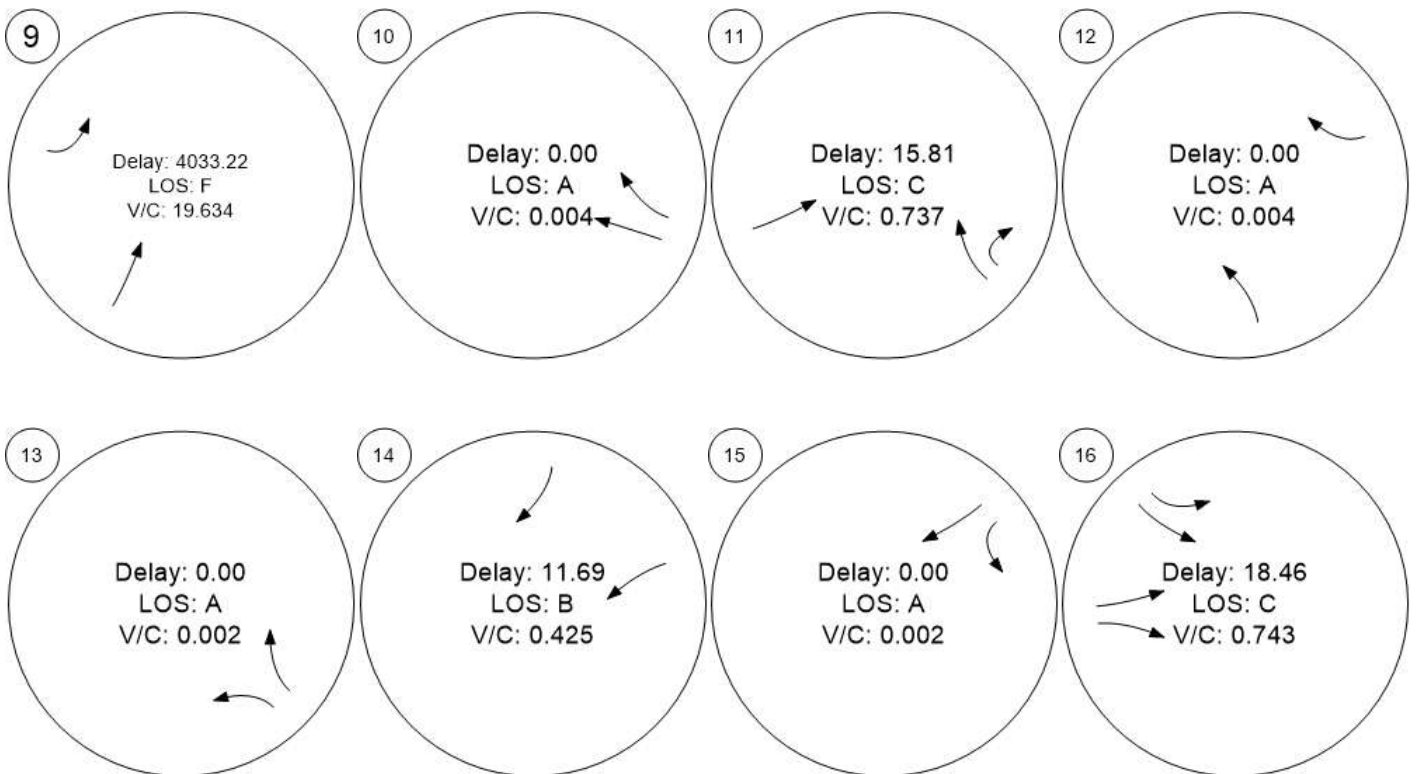 9
Delay: 4033.22
LOS: F
V/C: 19.634
10
Delay: 0.00
LOS: A
V/C: 0.004
11
Delay: 15.81
LOS: C
V/C: 0.737
12
Delay: 0.00
LOS: A
V/C: 0.004
13
Delay: 0.00
LOS: A
V/C: 0.002
14
Delay: 11.69
LOS: B
V/C: 0.425
15
Delay: 0.00
LOS: A
V/C: 0.002
16
Delay: 18.46
LOS: C
V/C: 0.743